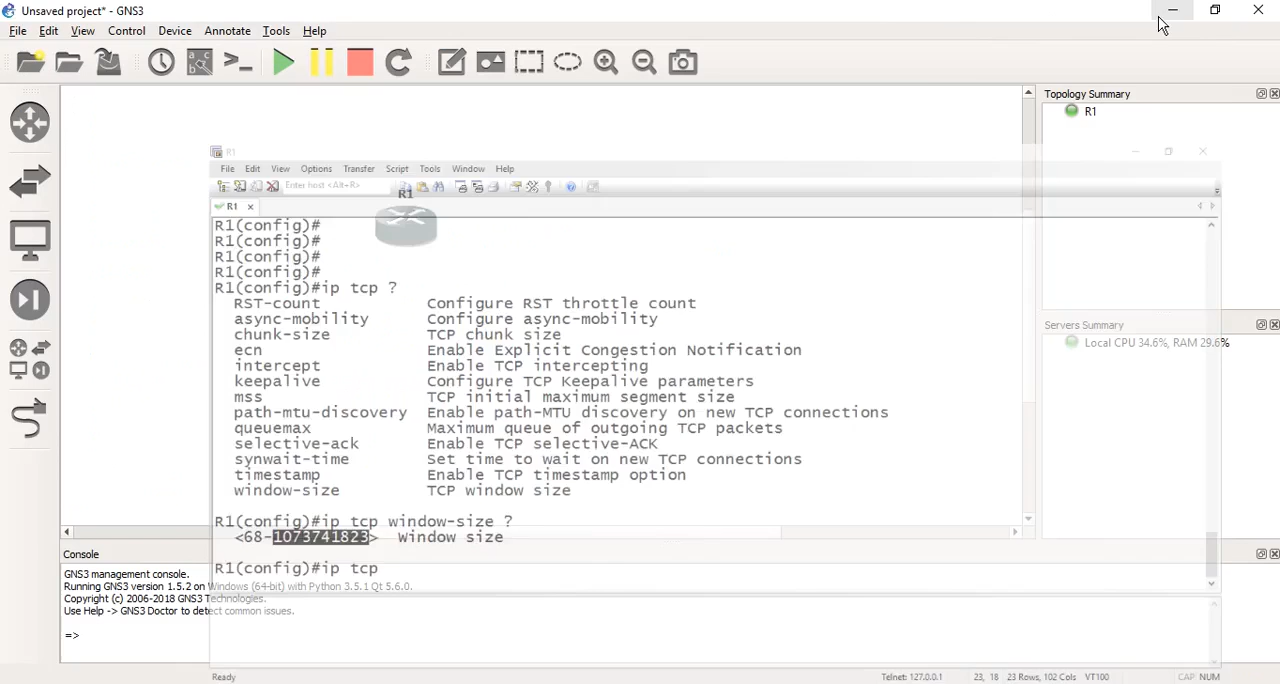 Unsaved project* - GNS3
File Edit View Control Device Annotate Tools Help
Topology Summary
R1
R1
File Edit View Options Transfer Script Tools Window Help
Enter host <Alt+R>
R1
R1 ×
R1(config)#
R1(config)#
R1(config)#
R1(config)#
R1(config)#ip tcp ?
RST-count Configure RST throttle count
async-mobility Configure async-mobility
chunk-size TCP chunk size
ecn Enable Explicit Congestion Notification
intercept Enable TCP intercepting
keepalive Configure TCP Keepalive parameters
mss TCP initial maximum segment size
path-mtu-discovery Enable path-MTU discovery on new TCP connections
queuemax Maximum queue of outgoing TCP packets
selective-ack Enable TCP selective-ACK
synwait-time Set time to wait on new TCP connections
timestamp Enable TCP timestamp option
window-size TCP window size
R1(config)#ip tcp window-size ?
<68-1073741823> Window size
R1(config)#ip tcp
Servers Summary
Local CPU 34.6%, RAM 29.6%
Console
GNS3 management console.
Running GNS3 version 1.5.2 on Windows (64-bit) with Python 3.5.1 Qt 5.6.0.
Copyright (c) 2006-2018 GNS3 Technologies.
Use Help -> GNS3 Doctor to detect common issues.
=>
Ready Telnet: 127.0.0.1 23, 18 23 Rows, 102 Cols VT100 CAP NUM